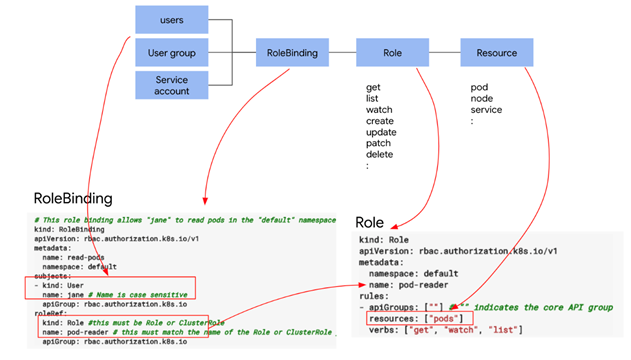 users
User group
Service
account
RoleBinding
Role
Resource
get
list
watch
create
update
patch
delete
:
pod
node
service
:
RoleBinding
# This role binding allows "jane" to read pods in the "default" namespace
kind: RoleBinding
apiVersion: rbac.authorization.k8s.io/v1
metadata:
name: read-pods
namespace: default
subjects:
- kind: User
name: jane # Name is case sensitive
apiGroup: rbac.authorization.k8s.io
roleRef:
kind: Role #this must be Role or ClusterRole
name: pod-reader # this must match the name of the Role or ClusterRole
apiGroup: rbac.authorization.k8s.io
Role
kind: Role
apiVersion: rbac.authorization.k8s.io/v1
metadata:
namespace: default
name: pod-reader
rules:
- apiGroups: [""] # "" indicates the core API group
resources: ["pods"]
verbs: ["get", "watch", "list"]